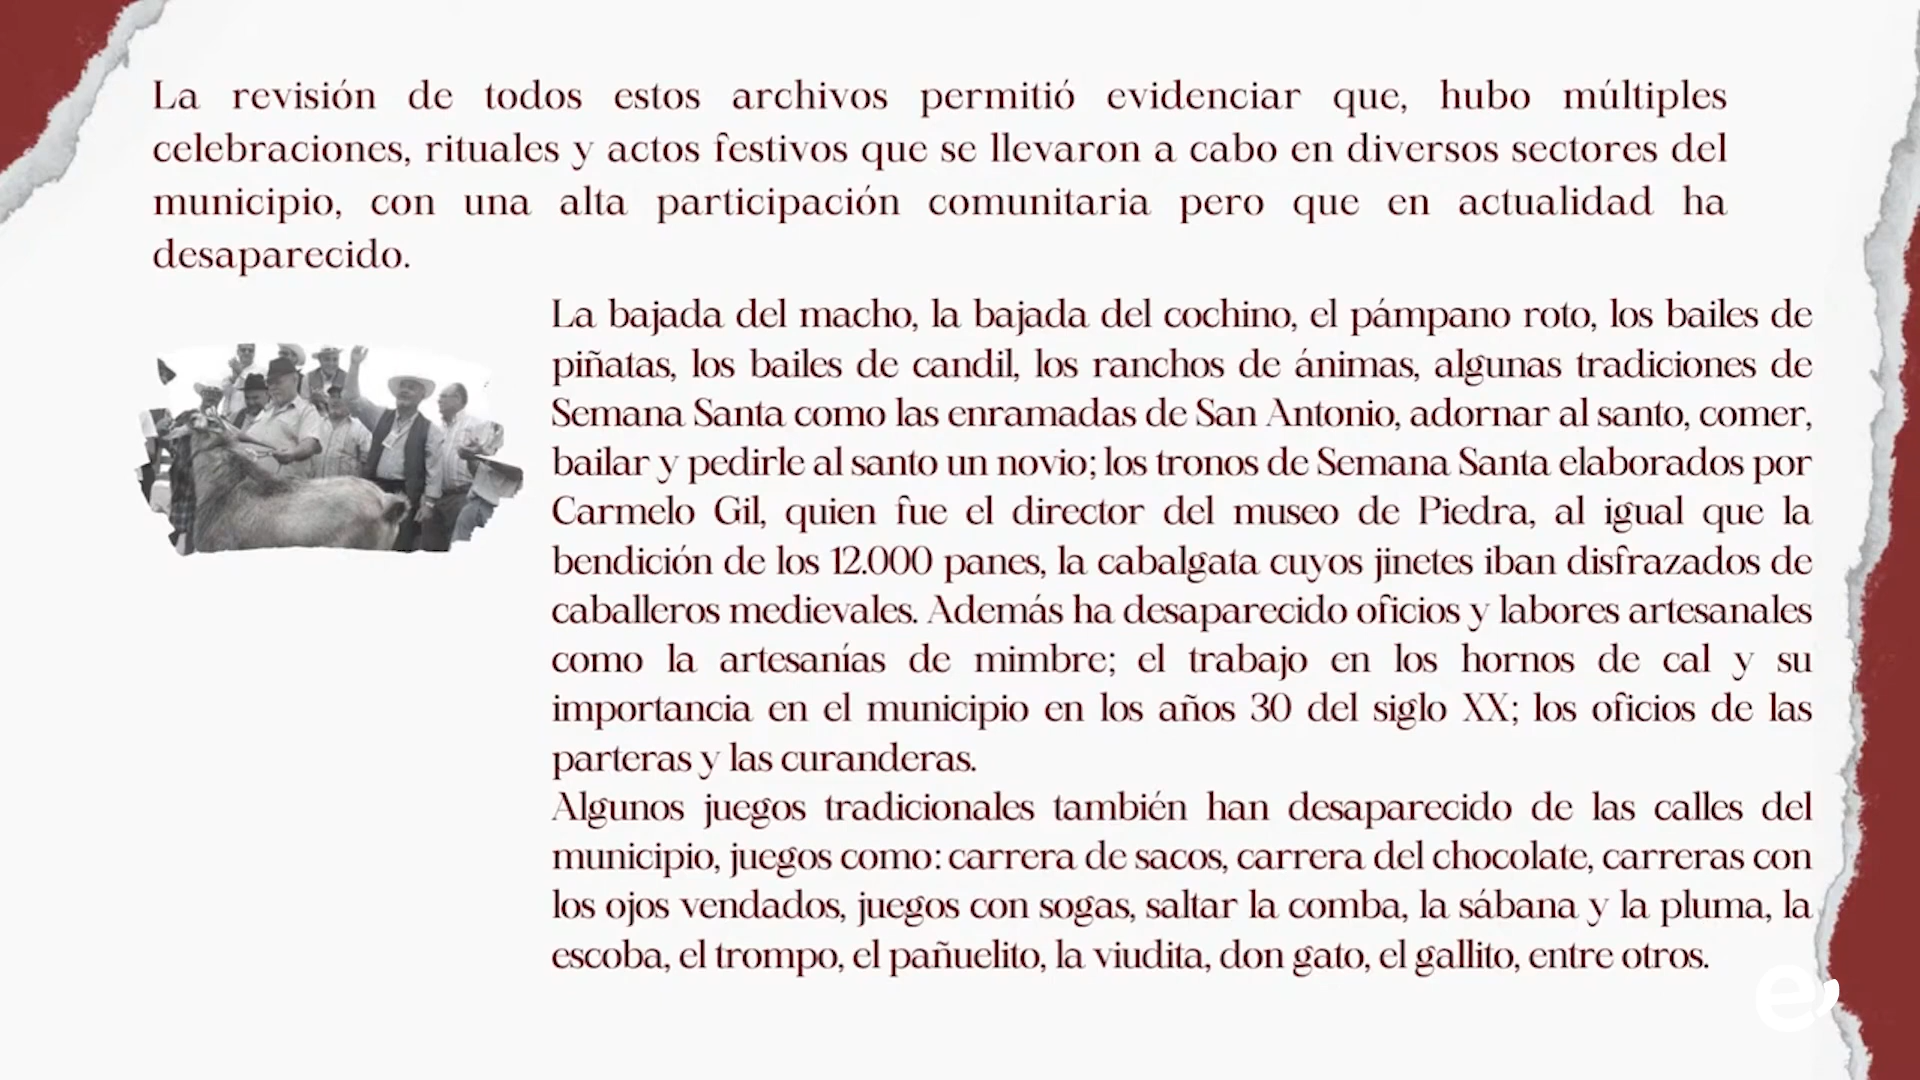 La revisión de todos estos archivos permitió evidenciar que, hubo múltiples
celebraciones, rituales y actos festivos que se llevaron a cabo en diversos sectores del
municipio, con una alta participación comunitaria pero que en actualidad ha
desaparecido.
La bajada del macho, la bajada del cochino, el pámpano roto, los bailes de
piñatas, los bailes de candil, los ranchos de ánimas, algunas tradiciones de
Semana Santa como las enramadas de San Antonio, adornar al santo, comer,
bailar y pedirle al santo un novio; los tronos de Semana Santa elaborados por
Carmelo Gil, quien fue el director del museo de Piedra, al igual que la
bendición de los 12.000 panes, la cabalgata cuyos jinetes iban disfrazados de
caballeros medievales. Además ha desaparecido oficios y labores artesanales
como la artesanías de mimbre; el trabajo en los hornos de cal y su
importancia en el municipio en los años 30 del siglo XX; los oficios de las
parteras y las curanderas.
Algunos juegos tradicionales también han desaparecido de las calles del
municipio, juegos como: carrera de sacos, carrera del chocolate, carreras con
los ojos vendados, juegos con sogas, saltar la comba, la sábana y la pluma, la
escoba, el trompo, el pañuelito, la viudita, don gato, el gallito, entre otros.
e